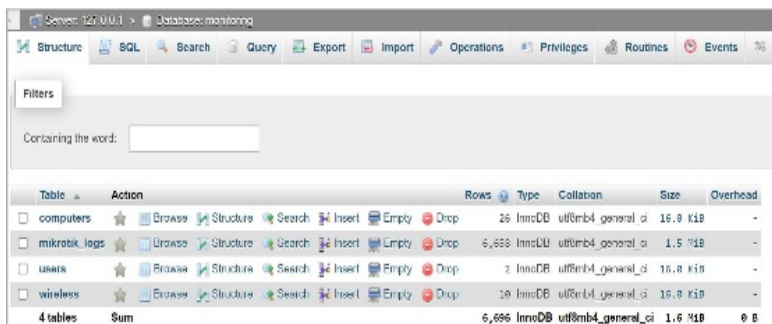 Server: 127.0.0.1 » Database: monitoring
Structure SQL Search Query Export Import Operations Privileges Routines Events
Filters
Containing the word:
Table Action Rows Type Collation Size Overhead
computers Browse Structure Search Insert Empty Drop 26 InnoDB utf8mb4_general_ci 16.0 KiB -
mikrotik_logs Browse Structure Search Insert Empty Drop InnoDB utf8mb4_general_ci 1.5 MiB -
users Browse Structure Search Insert Empty Drop 2 InnoDB utf8mb4_general_ci 16.0 KiB -
wireless Browse Structure Search Insert Empty Drop 10 InnoDB utf8mb4_general_ci 16.0 KiB -
4 tables Sum 6,696 InnoDB utf8mb4_general_ci 1.6 MiB 0 B